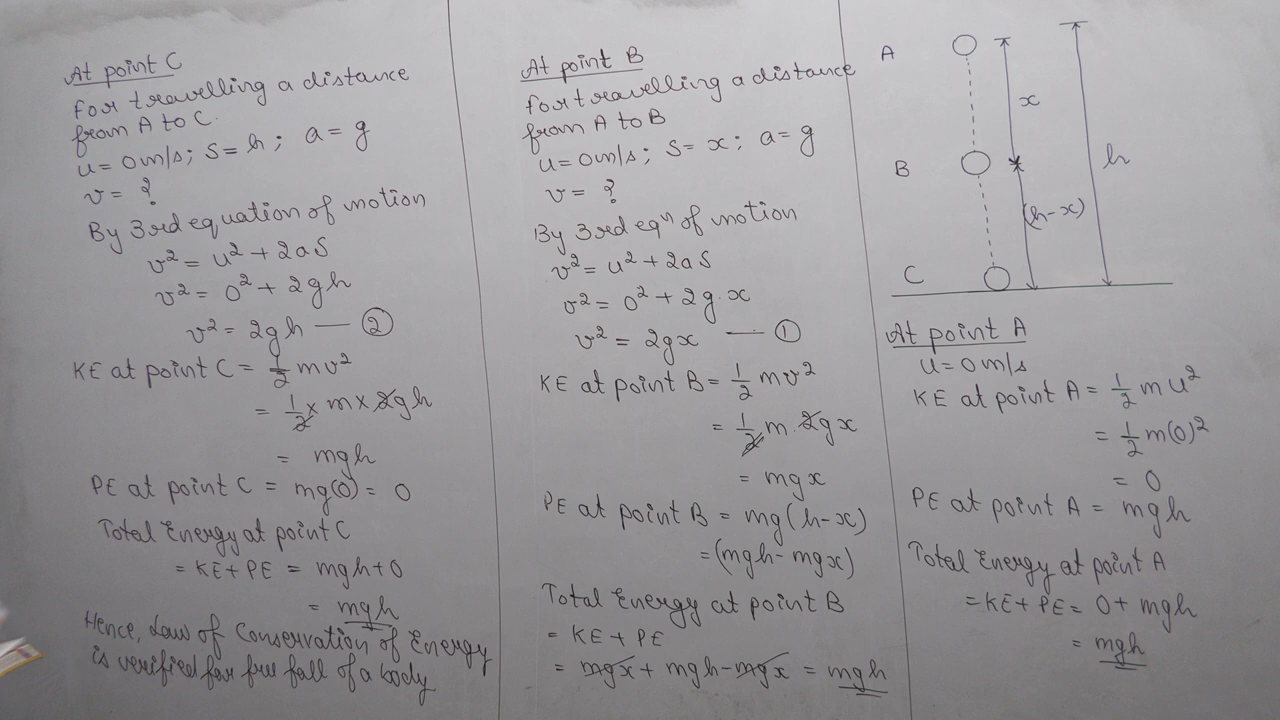 At point C
For travelling a distance
from A to C.
u = 0 m/s; S = h; a = g
v = ?
By 3rd equation of motion
v² = u² + 2aS
v² = 0² + 2gh
v² = 2gh — ②
KE at point C = 1/2 mv²
= 1/2 × m × 2gh
= mgh
PE at point C = mg(0) = 0
Total Energy at point C
= KE + PE = mgh + 0
= mgh
Hence, Law of Conservation of Energy
is verified for free fall of a body
At point B
For travelling a distance
from A to B
u = 0 m/s; S = x; a = g
v = ?
By 3rd eqⁿ of motion
v² = u² + 2aS
v² = 0² + 2g.x
v² = 2gx — ①
KE at point B = 1/2 mv²
= 1/2 m.2gx
= mgx
PE at point B = mg(h-x)
= (mgh - mgx)
Total Energy at point B
= KE + PE
= mgx + mgh - mgx = mgh
A
x
h
B
(h-x)
C
At point A
u = 0 m/s
KE at point A = 1/2 mu²
= 1/2 m(0)²
= 0
PE at point A = mgh
Total Energy at point A
= KE + PE = 0 + mgh
= mgh